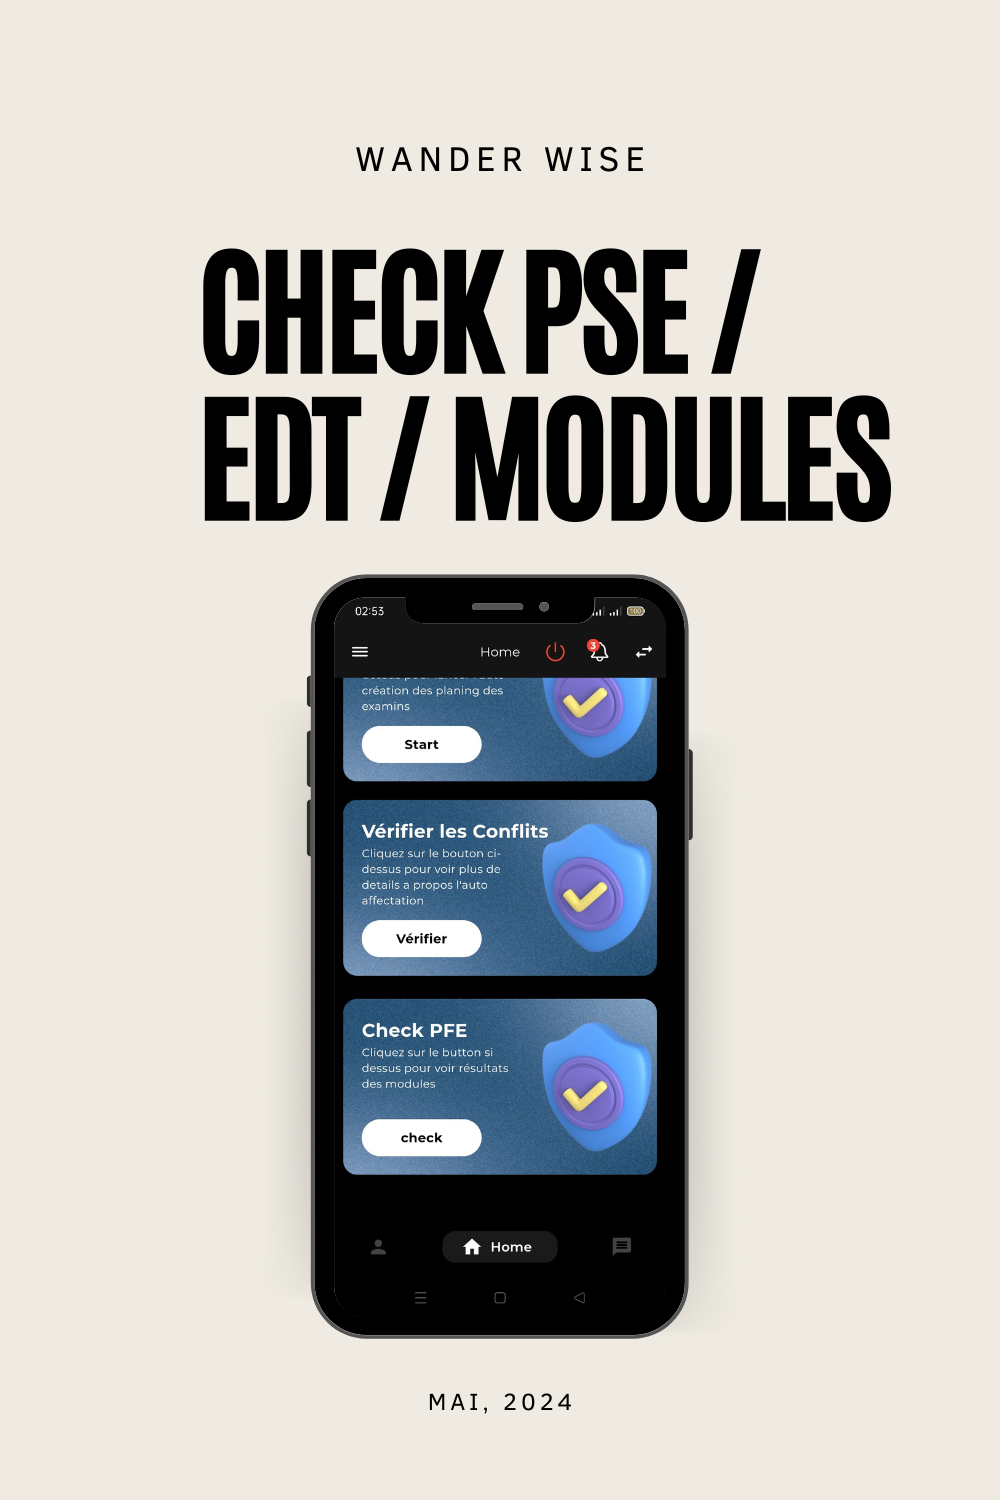 WANDER WISE
CHECK PSE /
EDT / MODULES
02:53
100
Home
3
création des planing des
examins
Start
Vérifier les Conflits
Cliquez sur le bouton ci-
dessus pour voir plus de
details a propos l'auto
affectation
Vérifier
Check PFE
Cliquez sur le button si
dessus pour voir résultats
des modules
check
Home
MAI, 2024